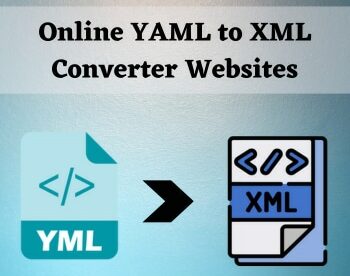 Online YAML to XML
Converter Websites
</>
YML
</>
XML